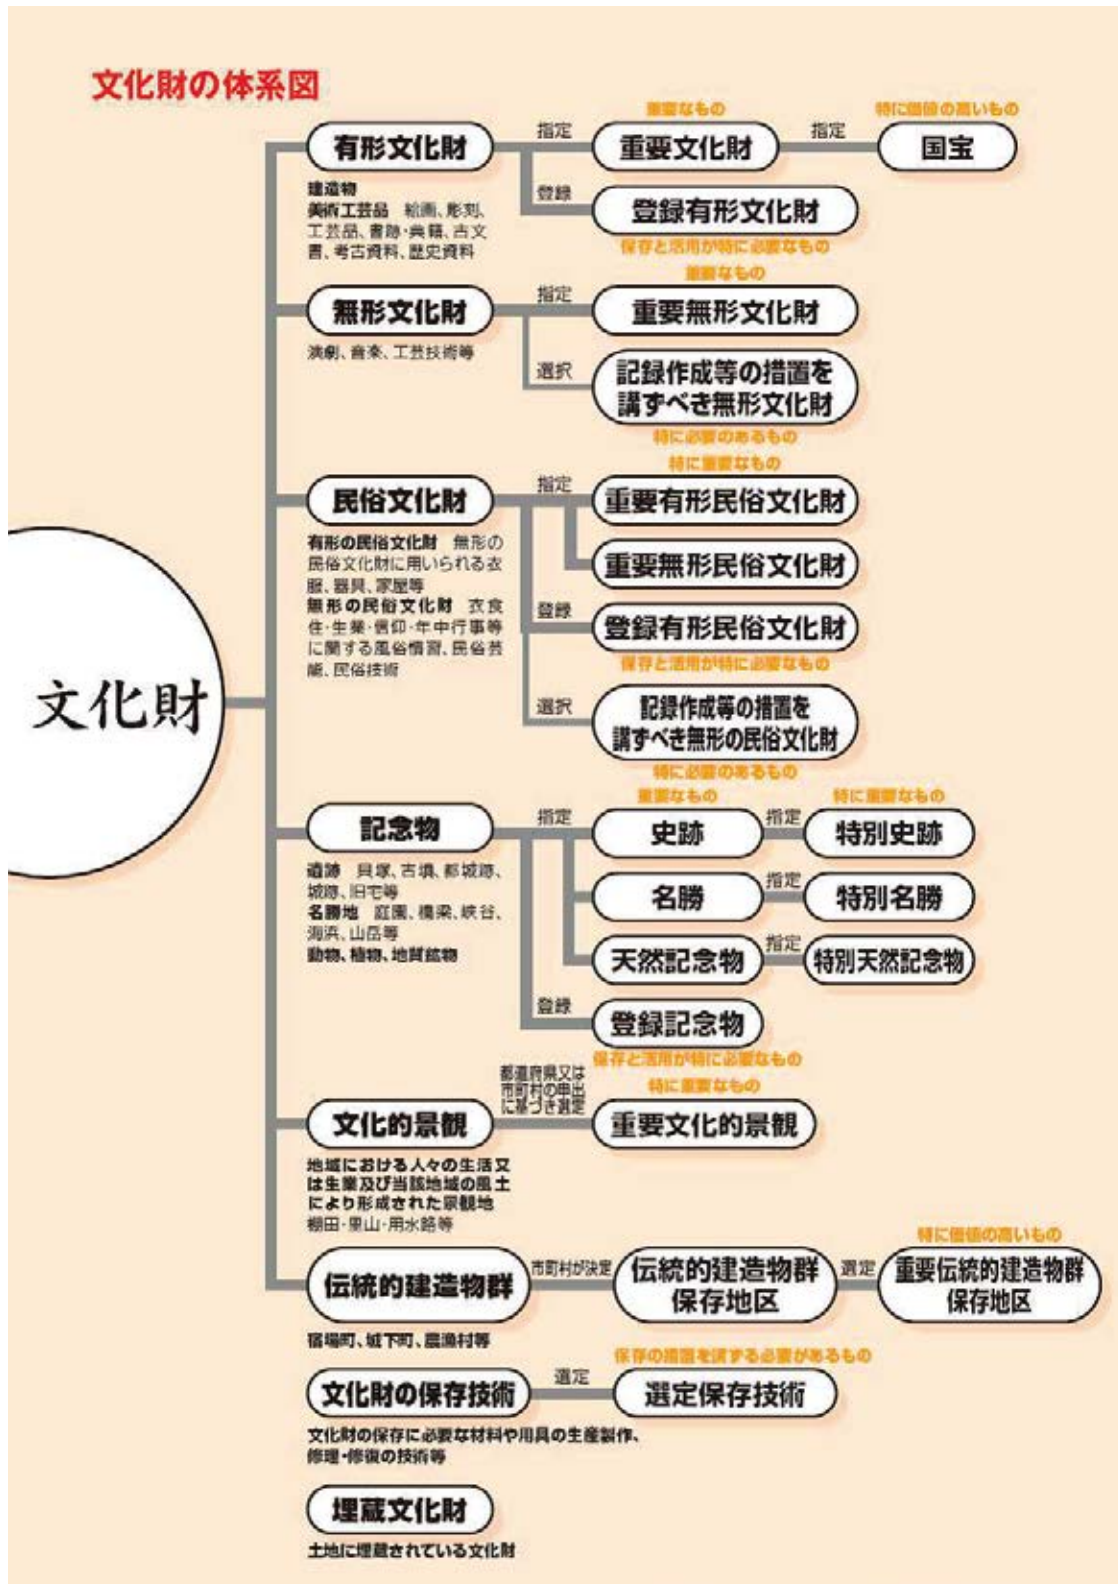 文化財の体系図
文化財
有形文化財
建造物
美術工芸品 絵画、彫刻、
工芸品、書跡・典籍、古文
書、考古資料、歴史資料
指定
重要なもの
重要文化財
指定
特に価値の高いもの
国宝
登録
登録有形文化財
保存と活用が特に必要なもの
無形文化財
演劇、音楽、工芸技術等
指定
重要なもの
重要無形文化財
選択
記録作成等の措置を
講ずべき無形文化財
特に必要のあるもの
民俗文化財
有形の民俗文化財 無形の
民俗文化財に用いられる衣
服、器具、家屋等
無形の民俗文化財 衣食
住・生業・信仰・年中行事等
に関する風俗慣習、民俗芸
能、民俗技術
指定
特に重要なもの
重要有形民俗文化財
重要無形民俗文化財
登録
登録有形民俗文化財
保存と活用が特に必要なもの
選択
記録作成等の措置を
講ずべき無形の民俗文化財
特に必要のあるもの
記念物
遺跡 貝塚、古墳、都城跡、
城跡、旧宅等
名勝地 庭園、橋梁、峡谷、
海浜、山岳等
動物、植物、地質鉱物
指定
重要なもの
史跡
指定
特に重要なもの
特別史跡
名勝
指定
特別名勝
天然記念物
指定
特別天然記念物
登録
登録記念物
保存と活用が特に必要なもの
文化的景観
地域における人々の生活又
は生業及び当該地域の風土
により形成された景観地
棚田・里山・用水路等
都道府県又は
市町村の申出
に基づき選定
特に重要なもの
重要文化的景観
伝統的建造物群
宿場町、城下町、農漁村等
市町村が決定
伝統的建造物群
保存地区
選定
特に価値の高いもの
重要伝統的建造物群
保存地区
文化財の保存技術
文化財の保存に必要な材料や用具の生産製作、
修理・修復の技術等
選定
保存の措置を講ずる必要があるもの
選定保存技術
埋蔵文化財
土地に埋蔵されている文化財